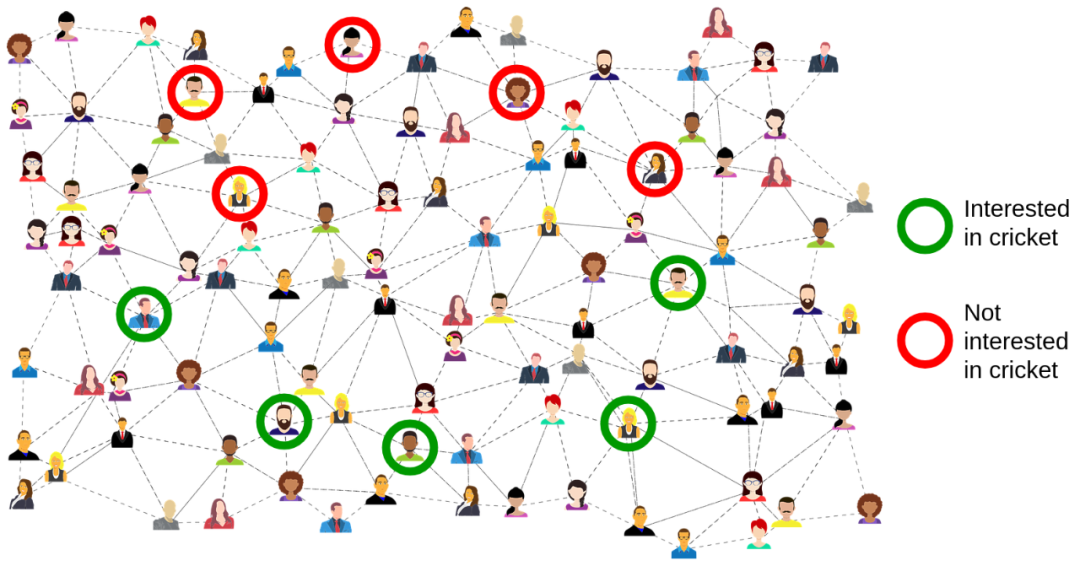 Interested
in cricket
Not
interested
in cricket